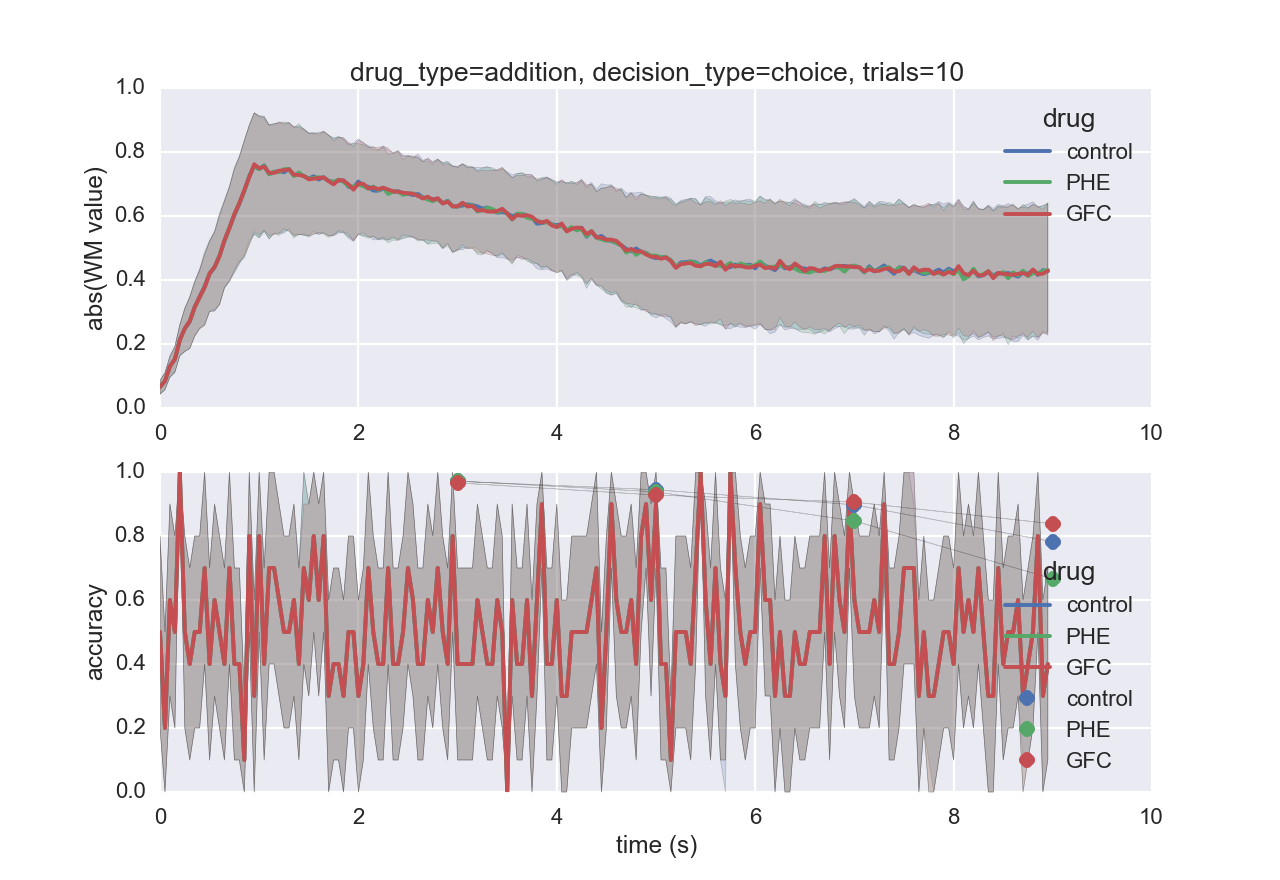 drug_type=addition, decision_type=choice, trials=10
1.0
0.8
0.6
0.4
0.2
0.0
abs(WM value)
0 2 4 6 8 10
drug
control
PHE
GFC
1.0
0.8
0.6
0.4
0.2
0.0
accuracy
0 2 4 6 8 10
time (s)
drug
control
PHE
GFC
control
PHE
GFC